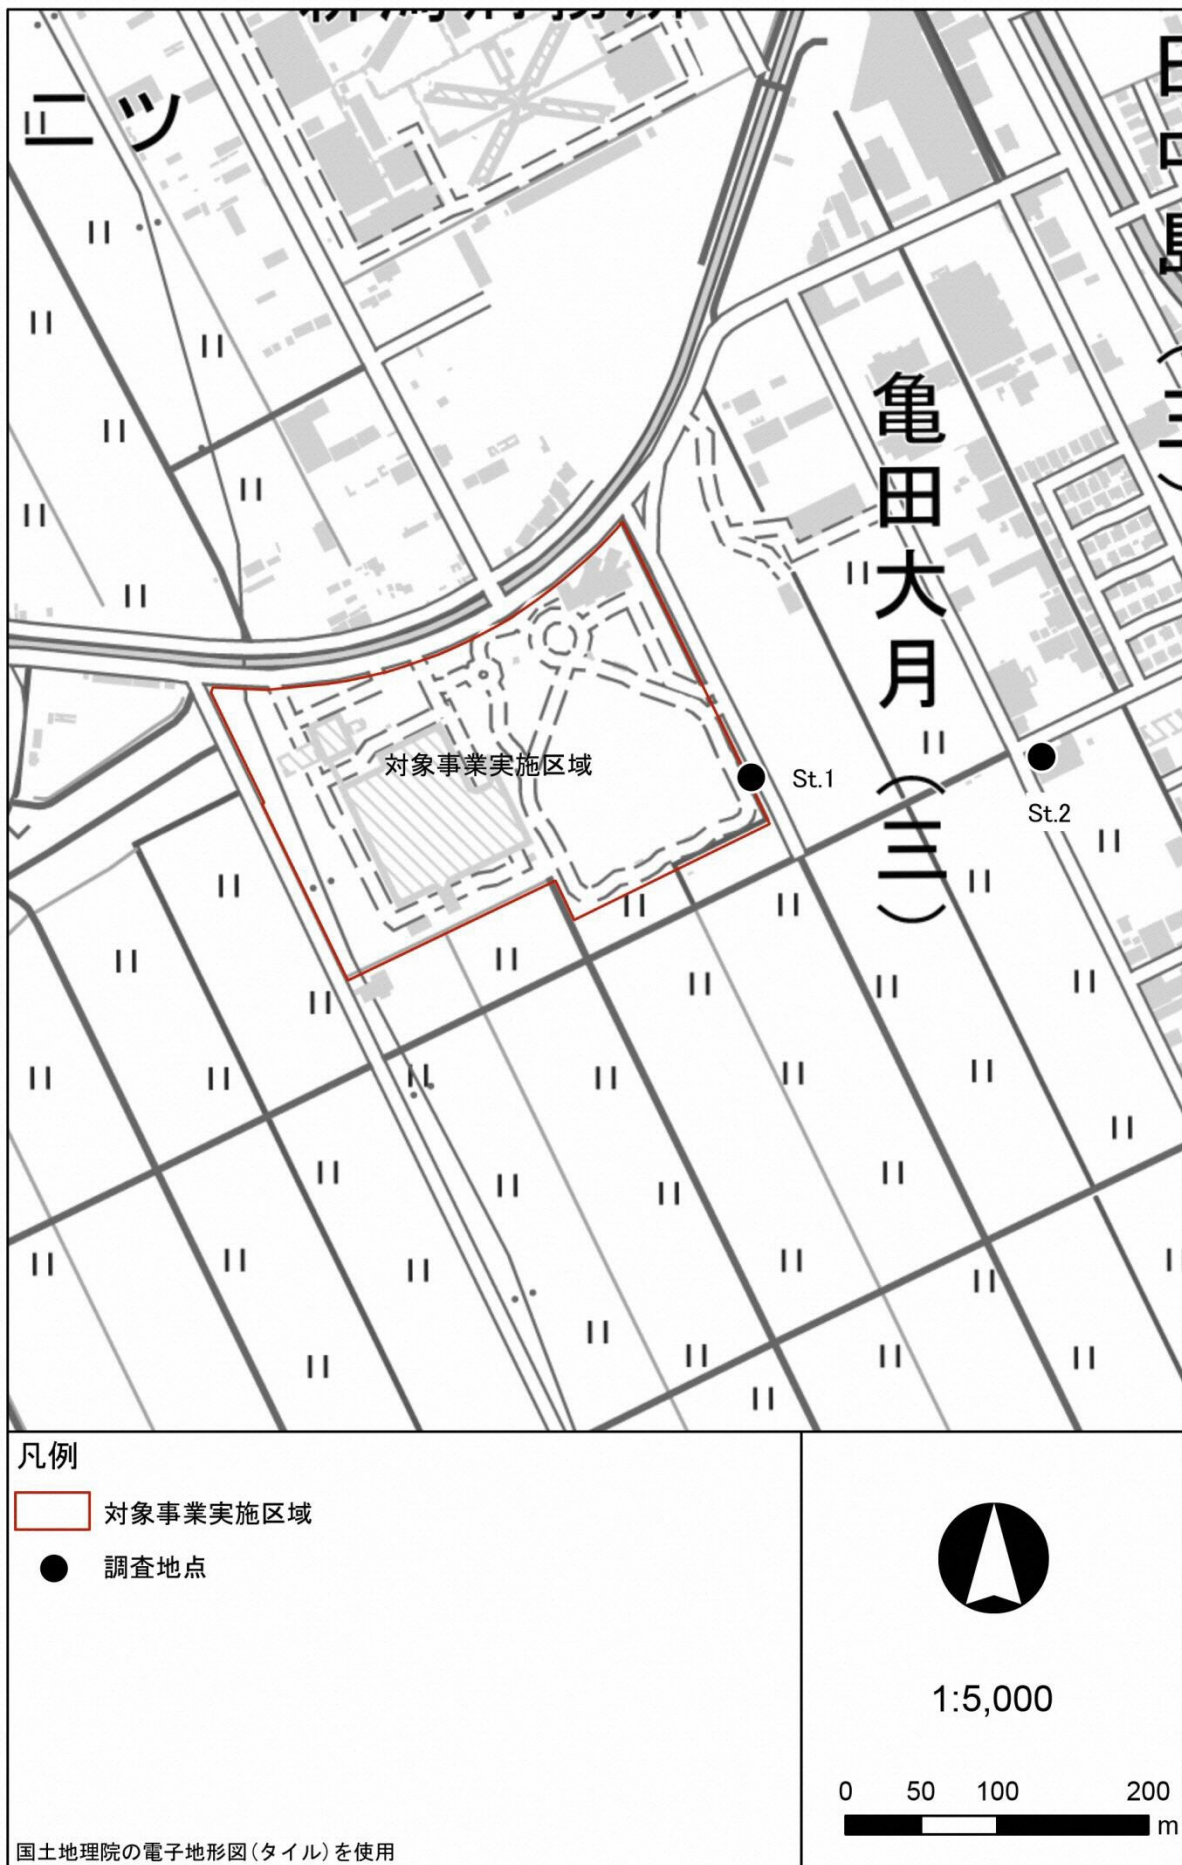 二ツ
亀田大月(三)
対象事業実施区域
St.1
St.2
凡例
対象事業実施区域
調査地点
1:5,000
0 50 100 200
m
国土地理院の電子地形図(タイル)を使用